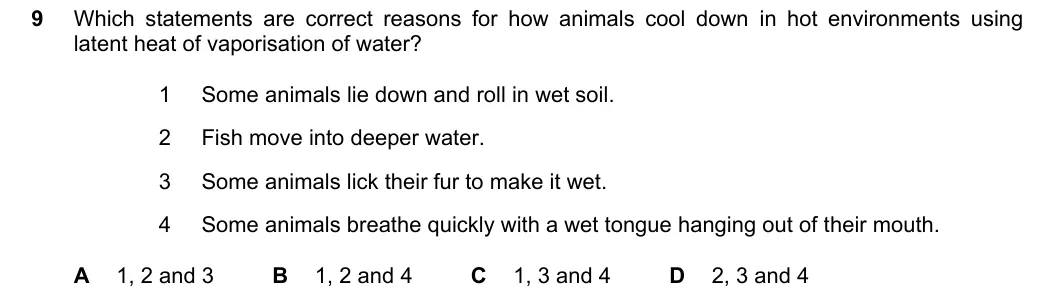 9 Which statements are correct reasons for how animals cool down in hot environments using
latent heat of vaporisation of water?
1 Some animals lie down and roll in wet soil.
2 Fish move into deeper water.
3 Some animals lick their fur to make it wet.
4 Some animals breathe quickly with a wet tongue hanging out of their mouth.
A 1, 2 and 3 B 1, 2 and 4 C 1, 3 and 4 D 2, 3 and 4